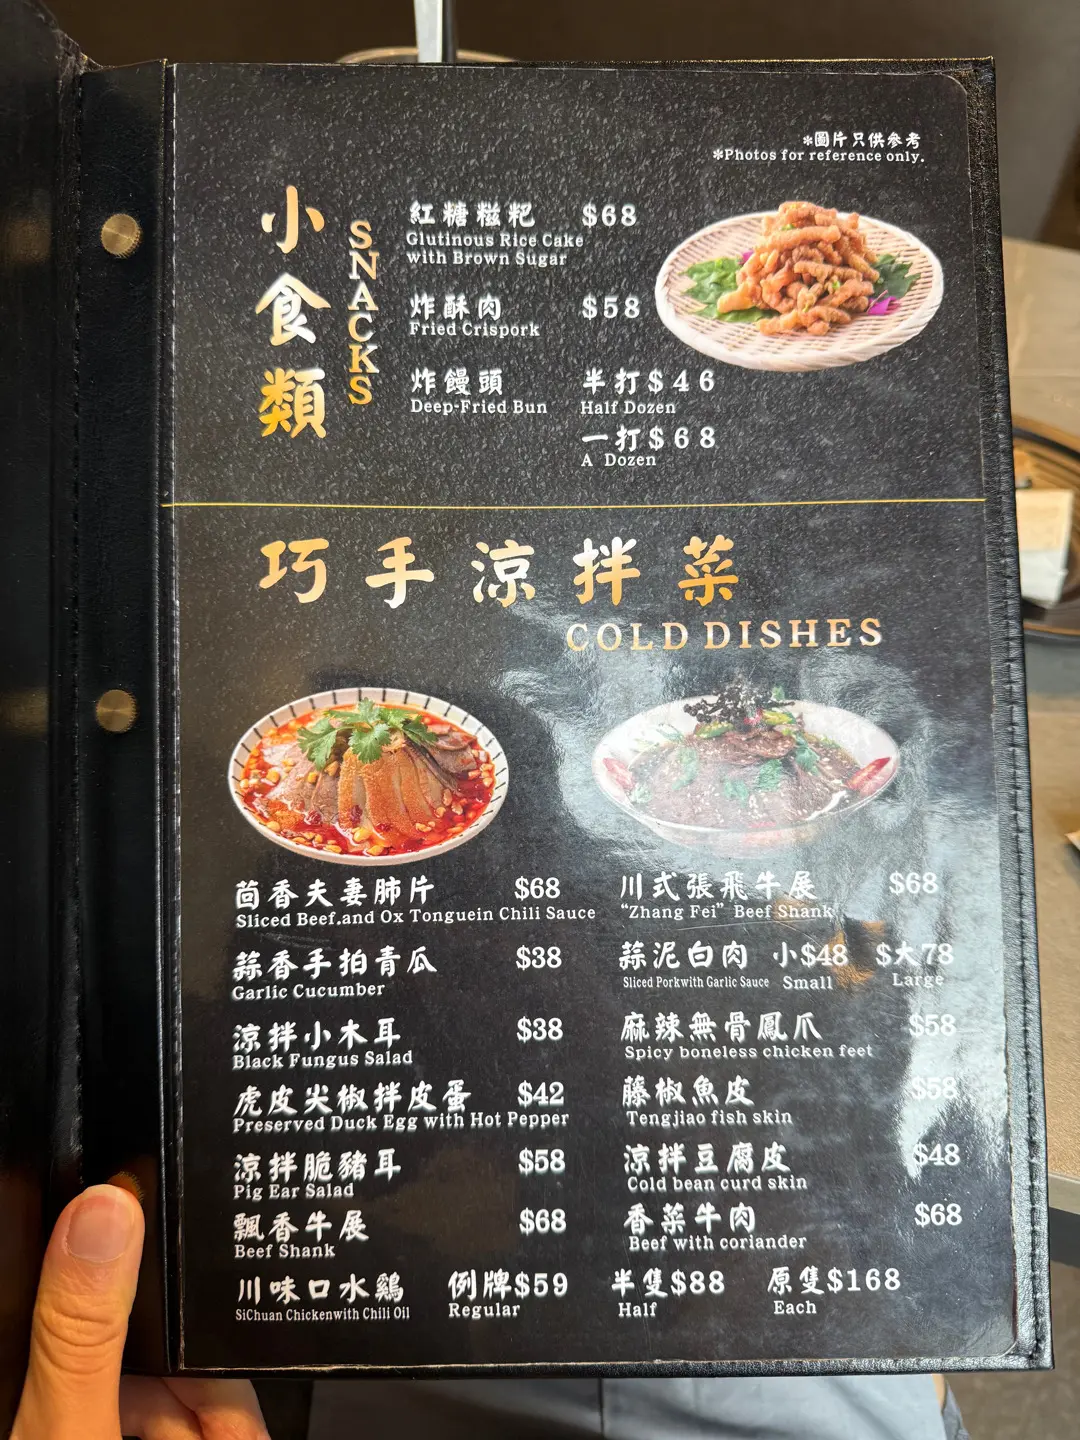 *圖片只供參考
*Photos for reference only.
小食類
SNACKS
紅糖糍粑 $68
Glutinous Rice Cake
with Brown Sugar
炸酥肉 $58
Fried Crispork
炸饅頭 半打$46
Deep-Fried Bun Half Dozen
一打$68
A Dozen
巧手涼拌菜
COLD DISHES
茴香夫妻肺片 $68
Sliced Beef.and Ox Tonguein Chili Sauce
川式張飛牛展 $68
"Zhang Fei" Beef Shank
蒜香手拍青瓜 $38
Garlic Cucumber
蒜泥白肉 小$48 $大78
Sliced Porkwith Garlic Sauce Small Large
涼拌小木耳 $38
Black Fungus Salad
麻辣無骨鳳爪 $58
Spicy boneless chicken feet
虎皮尖椒拌皮蛋 $42
Preserved Duck Egg with Hot Pepper
藤椒魚皮 $58
Tengjiao fish skin
涼拌脆豬耳 $58
Pig Ear Salad
涼拌豆腐皮 $48
Cold bean curd skin
飄香牛展 $68
Beef Shank
香菜牛肉 $68
Beef with coriander
川味口水鷄 例牌$59 半隻$88 原隻$168
SiChuan Chickenwith Chili Oil Regular Half Each